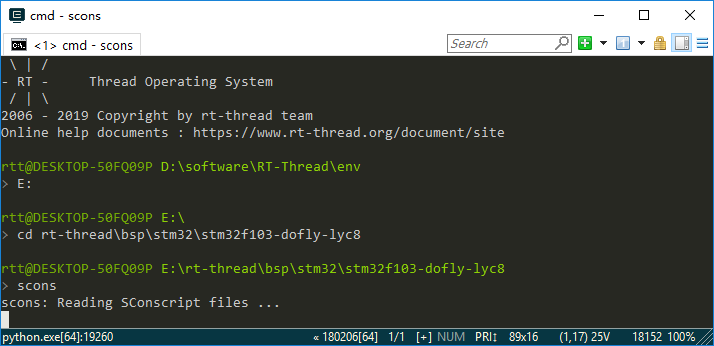 cmd - scons
<1> cmd - scons
Search
 \ | /
- RT -     Thread Operating System
 / | \
2006 - 2019 Copyright by rt-thread team
Online help documents : https://www.rt-thread.org/document/site
rtt@DESKTOP-50FQ09P D:\software\RT-Thread\env
> E:
rtt@DESKTOP-50FQ09P E:\
> cd rt-thread\bsp\stm32\stm32f103-dofly-lyc8
rtt@DESKTOP-50FQ09P E:\rt-thread\bsp\stm32\stm32f103-dofly-lyc8
> scons
scons: Reading SConscript files ...
python.exe[64]:19260 « 180206[64] 1/1 [+] NUM PRI↕ 89x16 (1,17) 25V 18152 100%